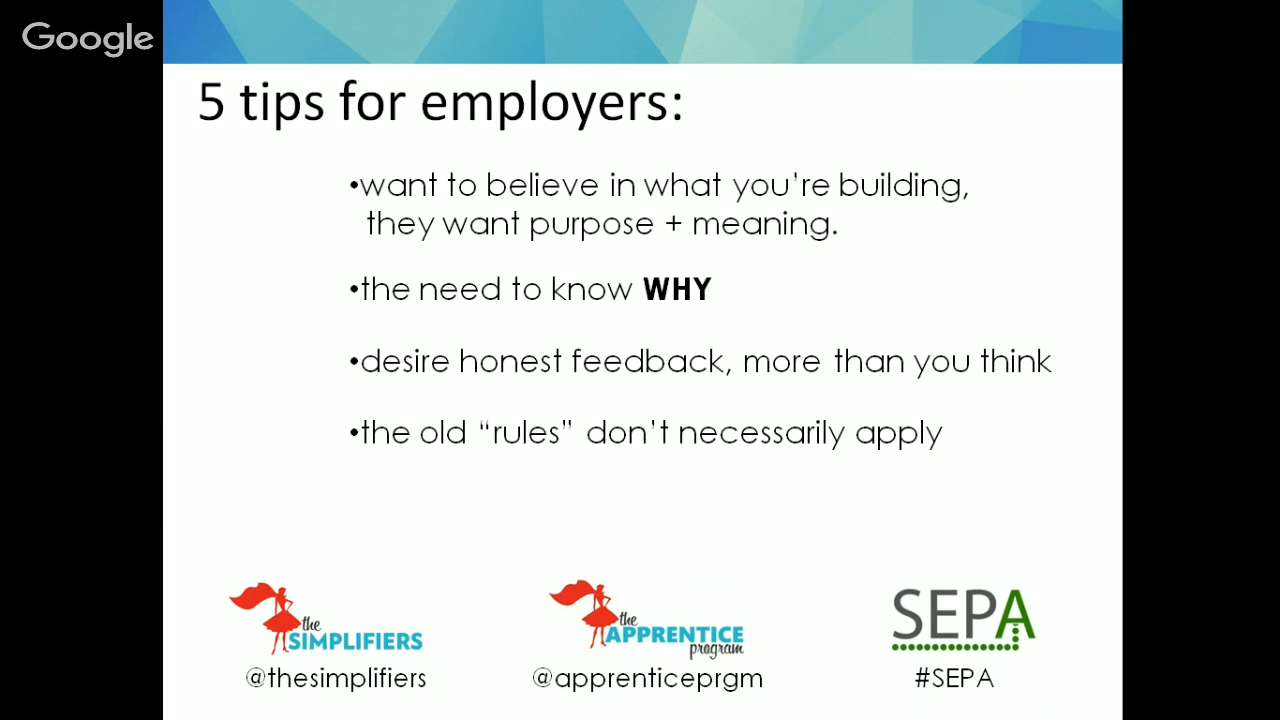 Google
5 tips for employers:
•want to believe in what you're building,
they want purpose + meaning.
•the need to know WHY
•desire honest feedback, more than you think
•the old “rules” don't necessarily apply
the
SIMPLIFIERS
@thesimplifiers
the
APPRENTICE
program
@apprenticeprgm
SEPA
#SEPA